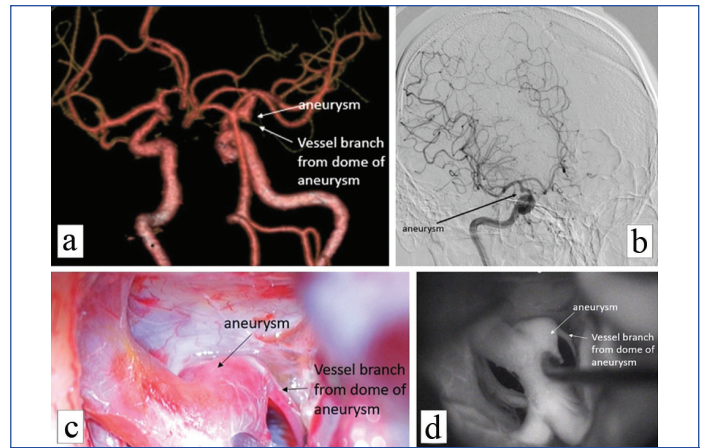 aneurysm
Vessel branch
from dome of
aneurysm
a
aneurysm
b
aneurysm
Vessel branch
from dome of
aneurysm
c
aneurysm
Vessel branch
from dome of
aneurysm
d